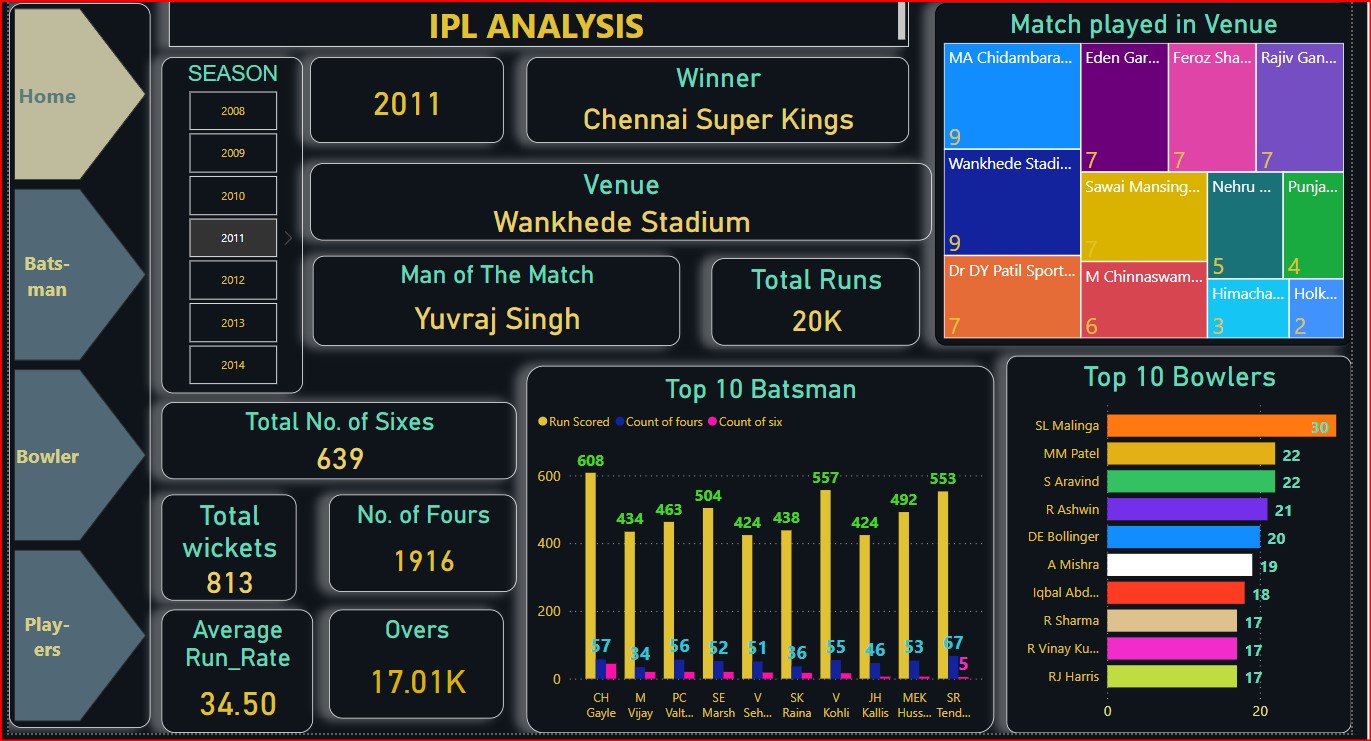 IPL ANALYSIS
Home
Bats-
man
Bowler
Play-
ers
SEASON
2008
2009
2010
2011
2012
2013
2014
2011
Winner
Chennai Super Kings
Venue
Wankhede Stadium
Man of The Match
Yuvraj Singh
Total Runs
20K
Total No. of Sixes
639
Total
wickets
813
No. of Fours
1916
Average
Run_Rate
34.50
Overs
17.01K
Match played in Venue
MA Chidambara...
9
Wankhede Stadi...
9
Dr DY Patil Sport...
7
Eden Gar...
7
Feroz Sha...
7
Rajiv Gan...
7
Sawai Mansing...
7
M Chinnaswam...
6
Nehru ...
5
Punja...
4
Himacha...
3
Holk...
2
Top 10 Batsman
Run Scored Count of fours Count of six
600
400
200
0
608 434 463 504 424 438 557 424 492 553
57 34 56 52 51 36 55 46 53 67
5
CH
Gayle
M
Vijay
PC
Valt...
SE
Marsh
V
Seh...
SK
Raina
V
Kohli
JH
Kallis
MEK
Huss...
SR
Tend...
Top 10 Bowlers
SL Malinga 30
MM Patel 22
S Aravind 22
R Ashwin 21
DE Bollinger 20
A Mishra 19
Iqbal Abd... 18
R Sharma 17
R Vinay Ku... 17
RJ Harris 17
0 20